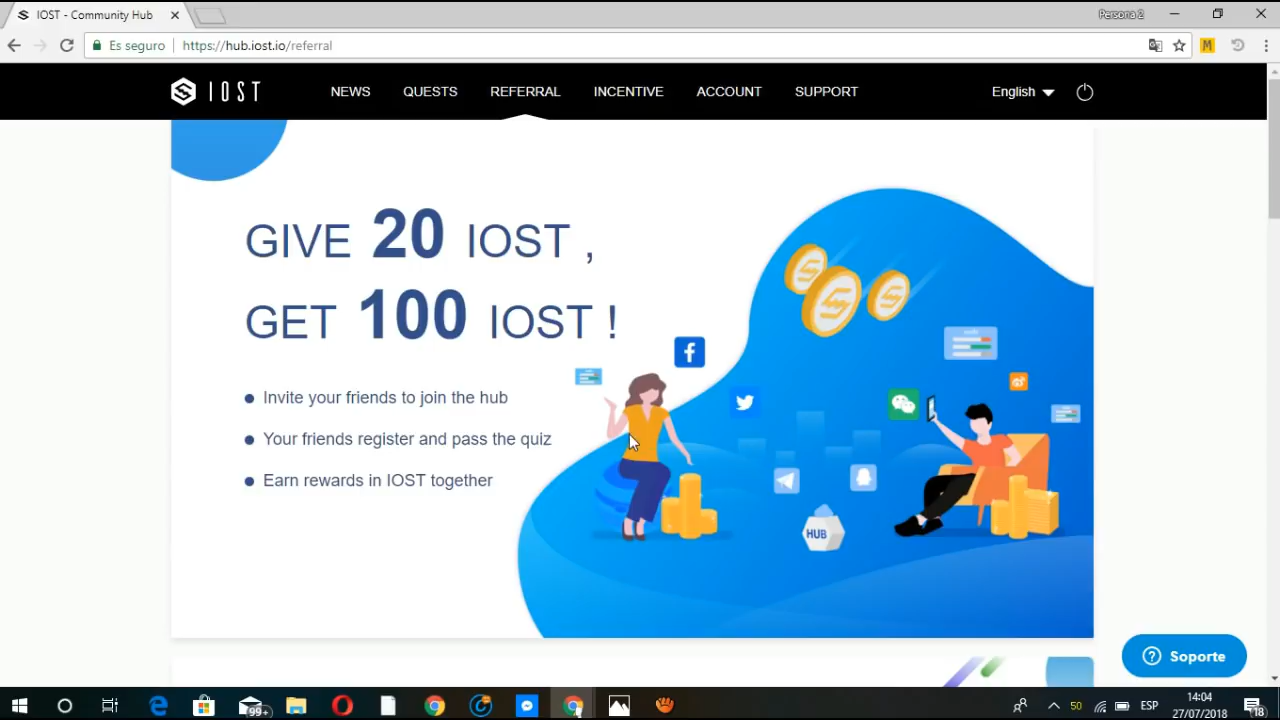 IOST - Community Hub
Persona 2
Es seguro
https://hub.iost.io/referral
M
IOST
NEWS
QUESTS
REFERRAL
INCENTIVE
ACCOUNT
SUPPORT
English
GIVE 20 IOST ,
GET 100 IOST !
Invite your friends to join the hub
Your friends register and pass the quiz
Earn rewards in IOST together
HUB
Soporte
99+
50
ESP
14:04
27/07/2018
18